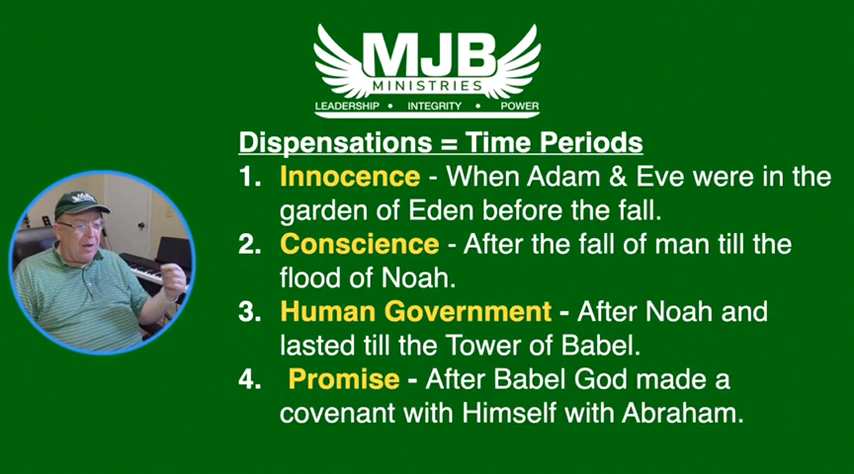 MJB
MINISTRIES
LEADERSHIP • INTEGRITY • POWER
Dispensations = Time Periods
1. Innocence - When Adam & Eve were in the
garden of Eden before the fall.
2. Conscience - After the fall of man till the
flood of Noah.
3. Human Government - After Noah and
lasted till the Tower of Babel.
4. Promise - After Babel God made a
covenant with Himself with Abraham.